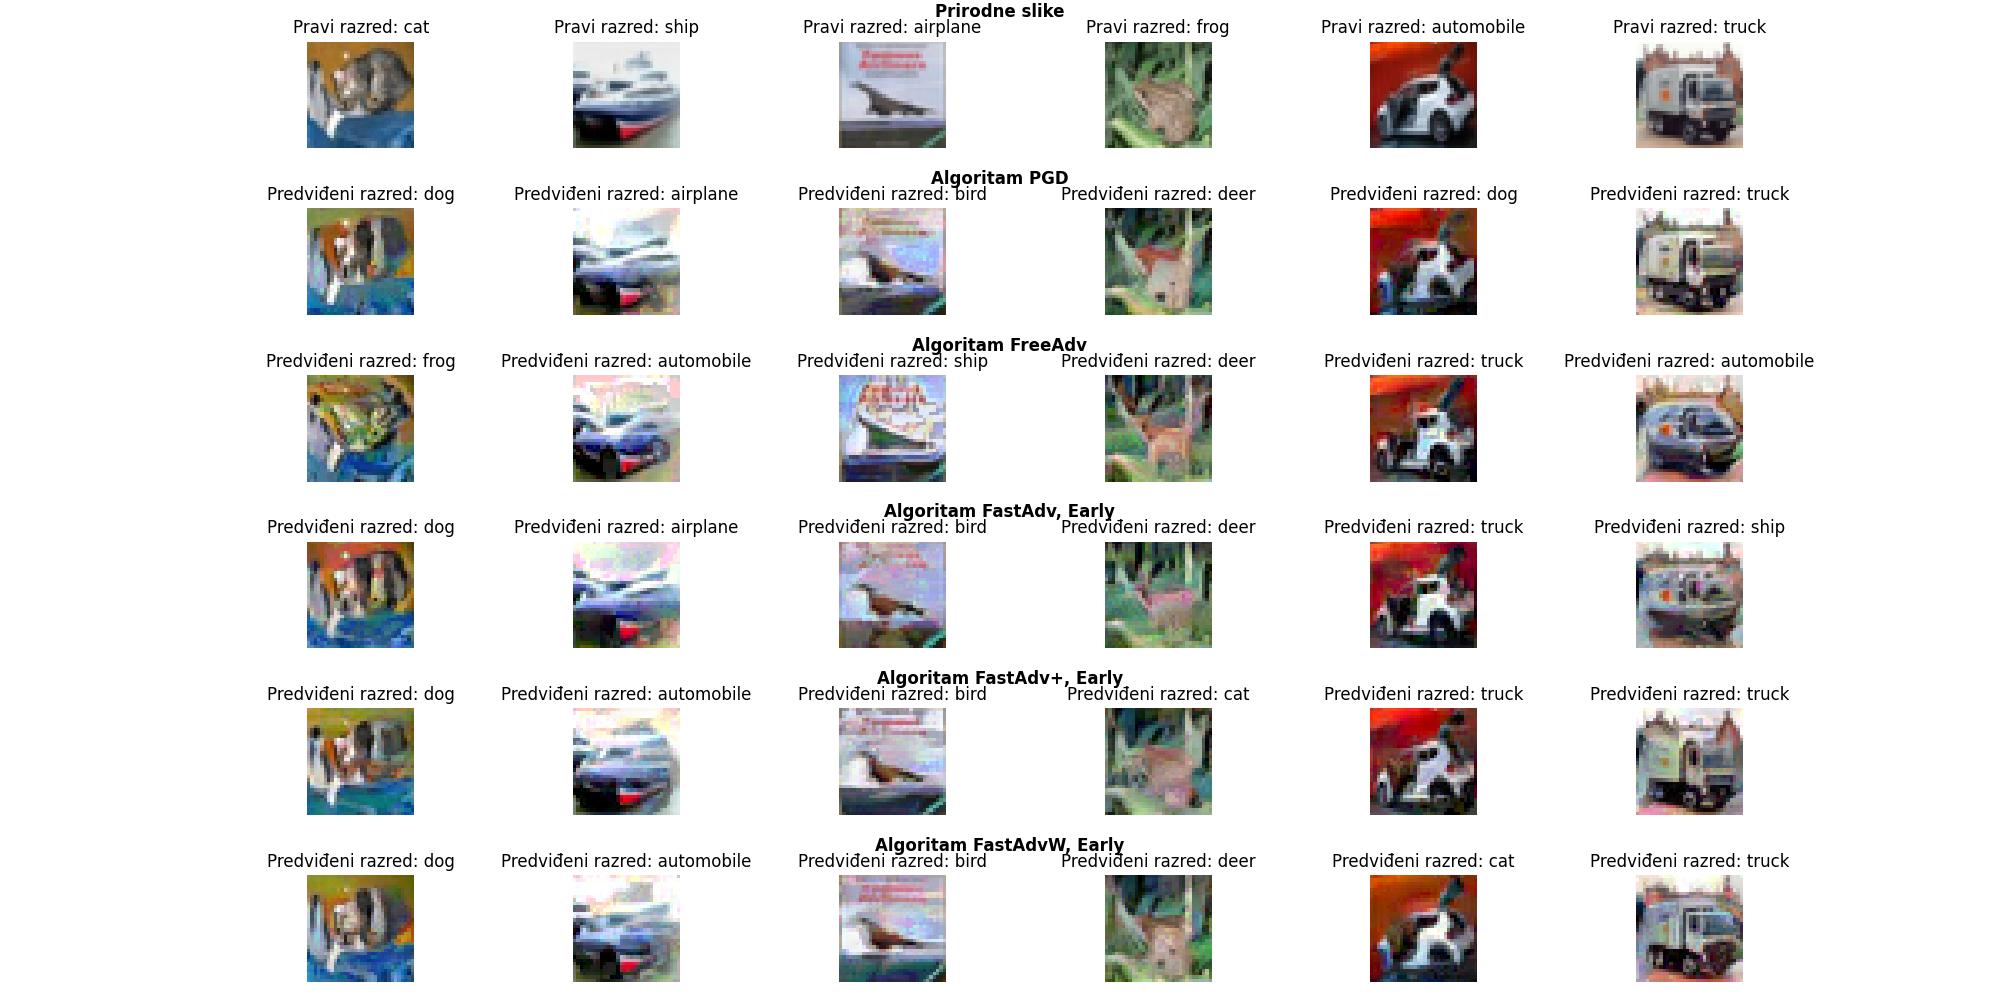 Prirodne slike
Pravi razred: cat
Pravi razred: ship
Pravi razred: airplane
Pravi razred: frog
Pravi razred: automobile
Pravi razred: truck
Algoritam PGD
Predviđeni razred: dog
Predviđeni razred: airplane
Predviđeni razred: bird
Predviđeni razred: deer
Predviđeni razred: dog
Predviđeni razred: truck
Algoritam FreeAdv
Predviđeni razred: frog
Predviđeni razred: automobile
Predviđeni razred: ship
Predviđeni razred: deer
Predviđeni razred: truck
Predviđeni razred: automobile
Algoritam FastAdv, Early
Predviđeni razred: dog
Predviđeni razred: airplane
Predviđeni razred: bird
Predviđeni razred: deer
Predviđeni razred: truck
Predviđeni razred: ship
Algoritam FastAdv+, Early
Predviđeni razred: dog
Predviđeni razred: automobile
Predviđeni razred: bird
Predviđeni razred: cat
Predviđeni razred: truck
Predviđeni razred: truck
Algoritam FastAdvW, Early
Predviđeni razred: dog
Predviđeni razred: automobile
Predviđeni razred: bird
Predviđeni razred: deer
Predviđeni razred: cat
Predviđeni razred: truck